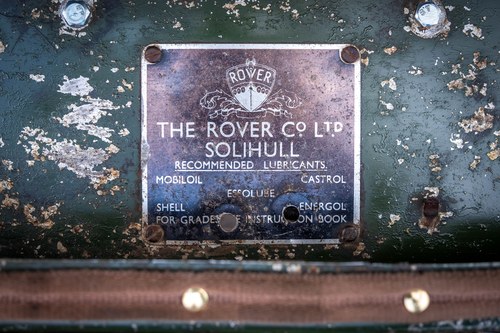 ROVER
THE ROVER CO LTD
SOLIHULL
RECOMMENDED LUBRICANTS.
MOBILOIL CASTROL
ESSOLUBE
SHELL ENERGOL
FOR GRADES INSTRUCTION BOOK.